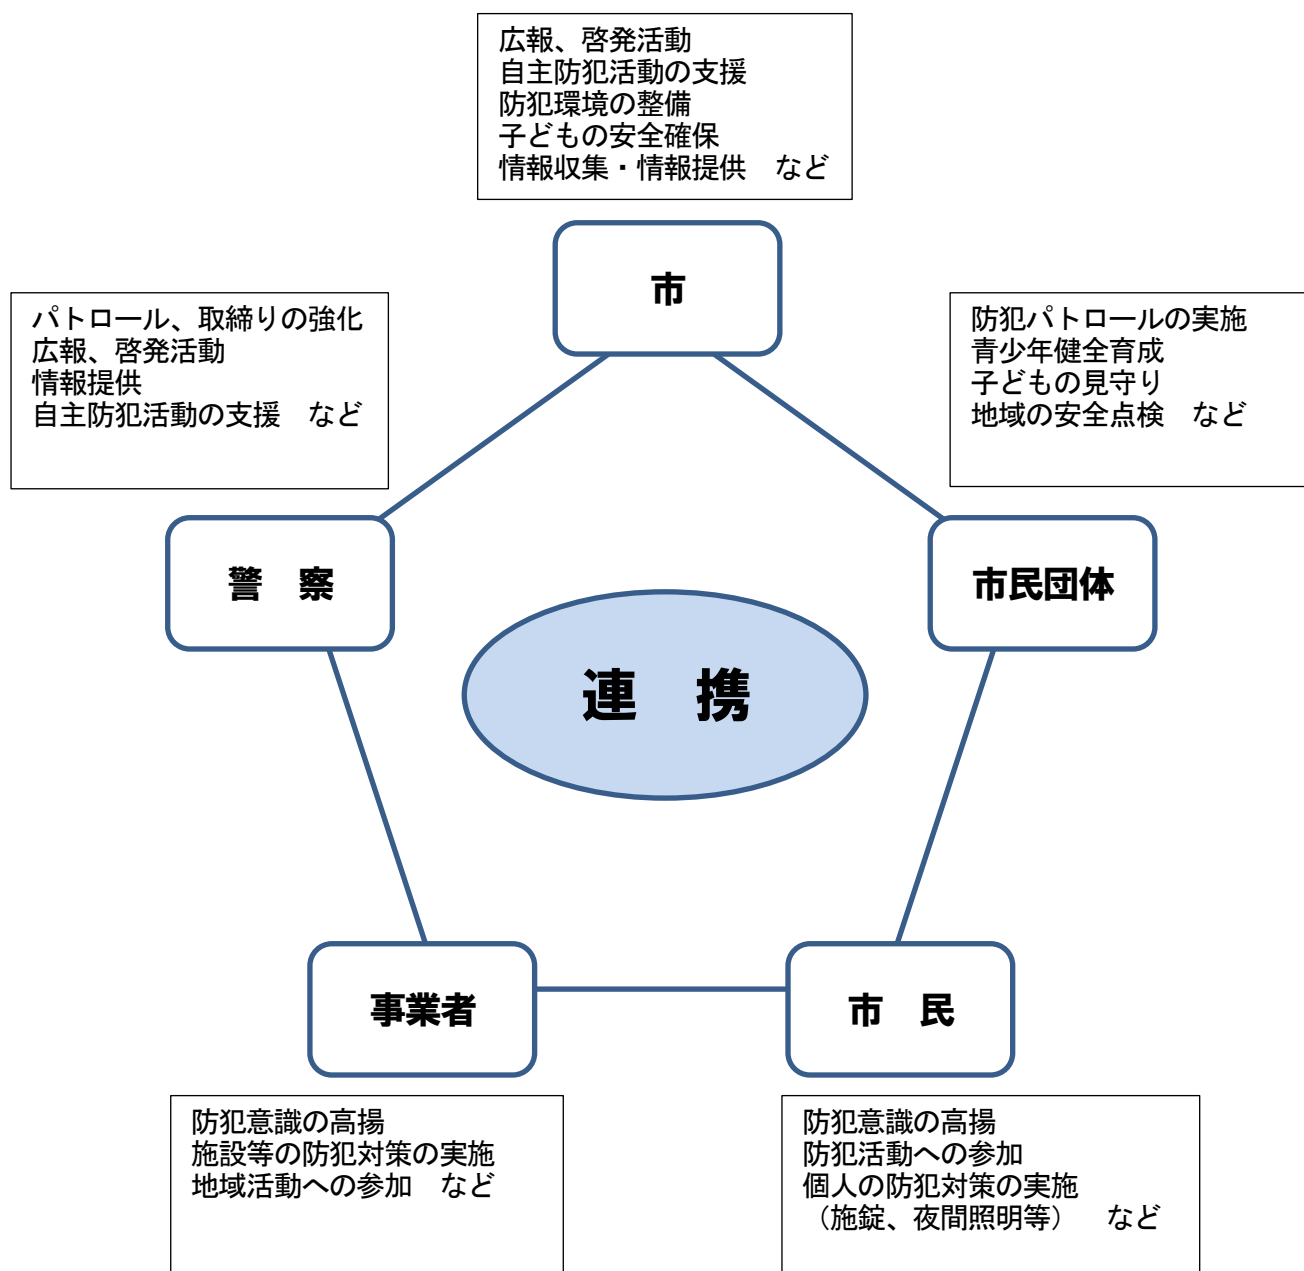 広報、啓発活動
自主防犯活動の支援
防犯環境の整備
子どもの安全確保
情報収集・情報提供　など
市
パトロール、取締りの強化
広報、啓発活動
情報提供
自主防犯活動の支援　など
防犯パトロールの実施
青少年健全育成
子どもの見守り
地域の安全点検　など
警　察
市民団体
連　携
事業者
市　民
防犯意識の高揚
施設等の防犯対策の実施
地域活動への参加　など
防犯意識の高揚
防犯活動への参加
個人の防犯対策の実施
（施錠、夜間照明等）　など